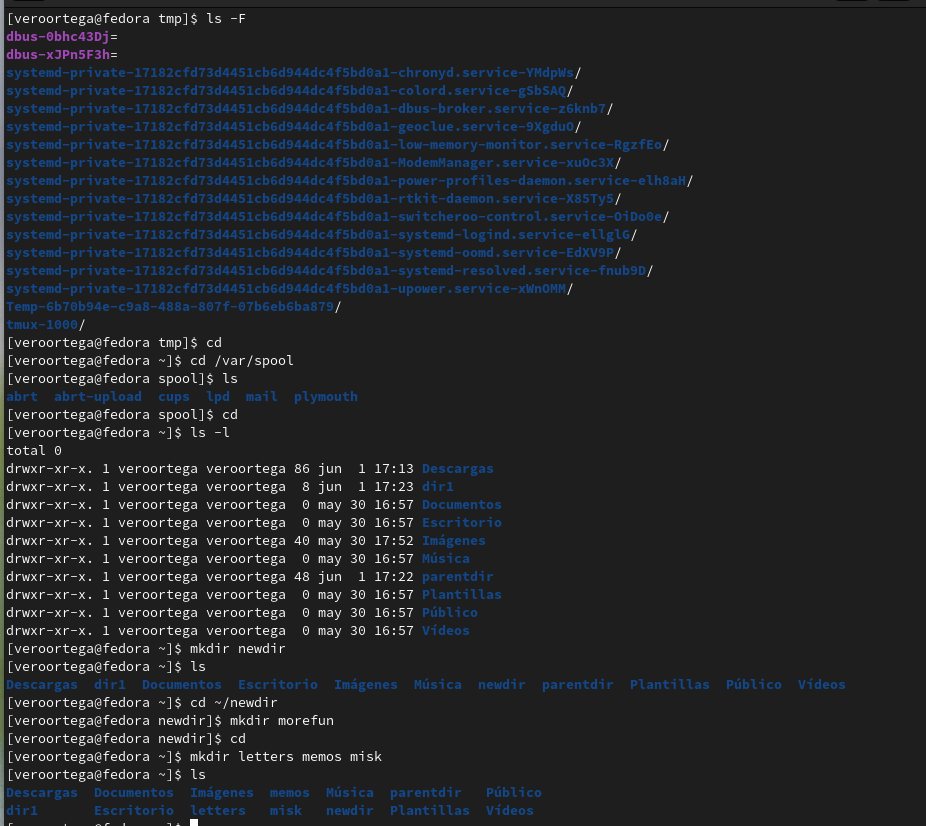 [veroortega@fedora tmp]$ ls -F
dbus-0bhc43Dj=
dbus-xJPn5F3h=
systemd-private-17182cfd73d4451cb6d944dc4f5bd0a1-chronyd.service-YMdpWs/
systemd-private-17182cfd73d4451cb6d944dc4f5bd0a1-colord.service-gSbSAQ/
systemd-private-17182cfd73d4451cb6d944dc4f5bd0a1-dbus-broker.service-z6knb7/
systemd-private-17182cfd73d4451cb6d944dc4f5bd0a1-geoclue.service-9XgduO/
systemd-private-17182cfd73d4451cb6d944dc4f5bd0a1-low-memory-monitor.service-RgzfEo/
systemd-private-17182cfd73d4451cb6d944dc4f5bd0a1-ModemManager.service-xuOc3X/
systemd-private-17182cfd73d4451cb6d944dc4f5bd0a1-power-profiles-daemon.service-elh8aH/
systemd-private-17182cfd73d4451cb6d944dc4f5bd0a1-rtkit-daemon.service-X85Ty5/
systemd-private-17182cfd73d4451cb6d944dc4f5bd0a1-switcheroo-control.service-OiDo0e/
systemd-private-17182cfd73d4451cb6d944dc4f5bd0a1-systemd-logind.service-ellglG/
systemd-private-17182cfd73d4451cb6d944dc4f5bd0a1-systemd-oomd.service-EdXV9P/
systemd-private-17182cfd73d4451cb6d944dc4f5bd0a1-systemd-resolved.service-fnub9D/
systemd-private-17182cfd73d4451cb6d944dc4f5bd0a1-upower.service-xWnOMM/
Temp-6b70b94e-c9a8-488a-807f-07b6eb6ba879/
tmux-1000/
[veroortega@fedora tmp]$ cd
[veroortega@fedora ~]$ cd /var/spool
[veroortega@fedora spool]$ ls
abrt  abrt-upload  cups  lpd  mail  plymouth
[veroortega@fedora spool]$ cd
[veroortega@fedora ~]$ ls -l
total 0
drwxr-xr-x. 1 veroortega veroortega 86 jun  1 17:13 Descargas
drwxr-xr-x. 1 veroortega veroortega  8 jun  1 17:23 dir1
drwxr-xr-x. 1 veroortega veroortega  0 may 30 16:57 Documentos
drwxr-xr-x. 1 veroortega veroortega  0 may 30 16:57 Escritorio
drwxr-xr-x. 1 veroortega veroortega 40 may 30 17:52 Imágenes
drwxr-xr-x. 1 veroortega veroortega  0 may 30 16:57 Música
drwxr-xr-x. 1 veroortega veroortega 48 jun  1 17:22 parentdir
drwxr-xr-x. 1 veroortega veroortega  0 may 30 16:57 Plantillas
drwxr-xr-x. 1 veroortega veroortega  0 may 30 16:57 Público
drwxr-xr-x. 1 veroortega veroortega  0 may 30 16:57 Vídeos
[veroortega@fedora ~]$ mkdir newdir
[veroortega@fedora ~]$ ls
Descargas  dir1  Documentos  Escritorio  Imágenes  Música  newdir  parentdir  Plantillas  Público  Vídeos
[veroortega@fedora ~]$ cd ~/newdir
[veroortega@fedora newdir]$ mkdir morefun
[veroortega@fedora newdir]$ cd
[veroortega@fedora ~]$ mkdir letters memos misk
[veroortega@fedora ~]$ ls
Descargas  Documentos  Imágenes  memos  Música  parentdir   Público
dir1       Escritorio  letters   misk   newdir  Plantillas  Vídeos